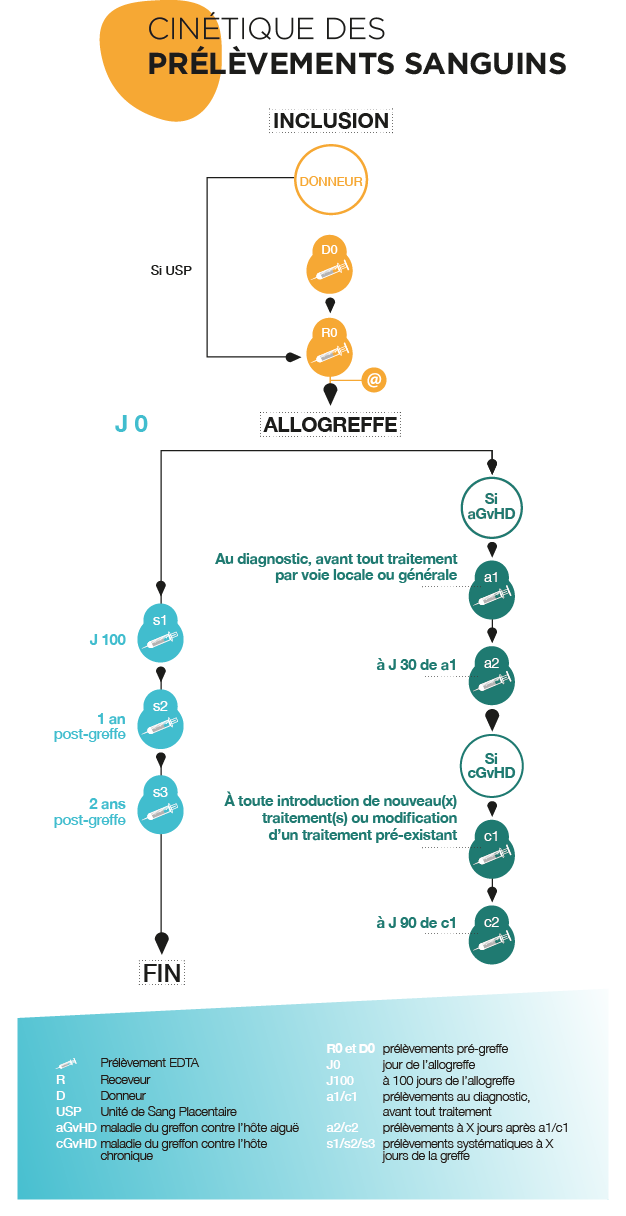 CINÉTIQUE DES
PRÉLÈVEMENTS SANGUINS
INCLUSION
DONNEUR
D0
Si USP
R0
@
J 0
ALLOGREFFE
Si
aGvHD
Au diagnostic, avant tout traitement
par voie locale ou générale
a1
s1
J 100
a2
à J 30 de a1
s2
1 an
post-greffe
Si
cGvHD
s3
2 ans
post-greffe
À toute introduction de nouveau(x)
traitement(s) ou modification
d'un traitement pré-existant
c1
c2
à J 90 de c1
FIN
Prélèvement EDTA
R Receveur
D Donneur
USP Unité de Sang Placentaire
aGvHD maladie du greffon contre l'hôte aiguë
cGvHD maladie du greffon contre l'hôte
chronique
R0 et D0 prélèvements pré-greffe
J0 jour de l'allogreffe
J100 à 100 jours de l'allogreffe
a1/c1 prélèvements au diagnostic,
avant tout traitement
a2/c2 prélèvements à X jours après a1/c1
s1/s2/s3 prélèvements systématiques à X
jours de la greffe